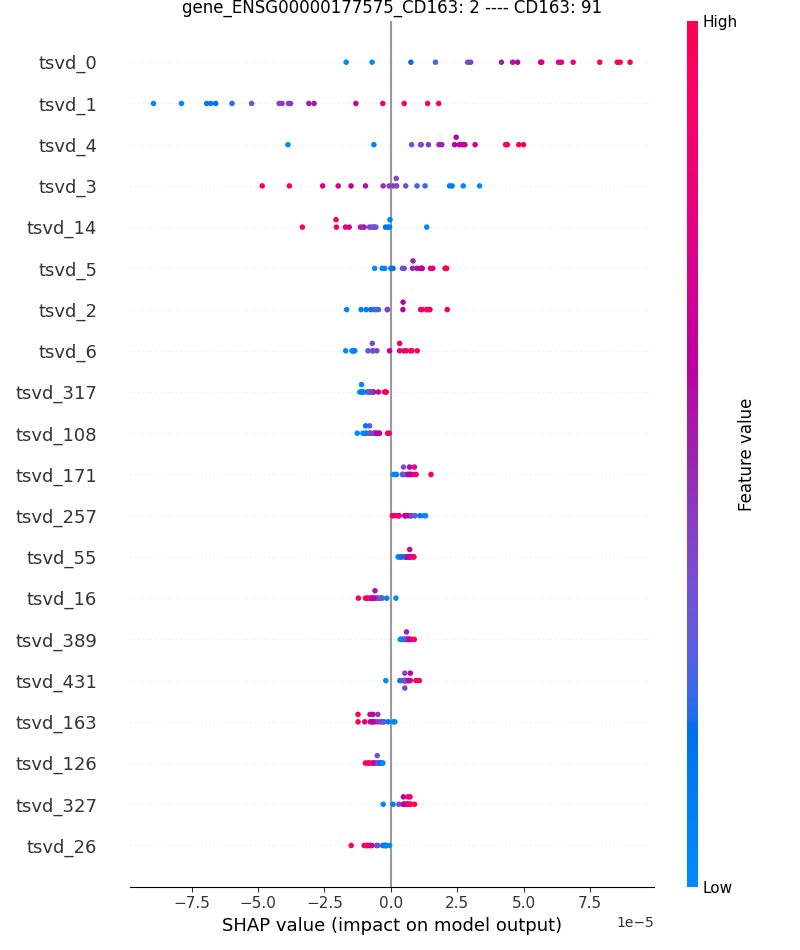 gene_ENSG00000177575_CD163: 2 ---- CD163: 91
High
tsvd_0
tsvd_1
tsvd_4
tsvd_3
tsvd_14
tsvd_5
tsvd_2
tsvd_6
tsvd_317
tsvd_108
tsvd_171
tsvd_257
tsvd_55
tsvd_16
tsvd_389
tsvd_431
tsvd_163
tsvd_126
tsvd_327
tsvd_26
Feature value
Low
−7.5 −5.0 −2.5 0.0 2.5 5.0 7.5
1e−5
SHAP value (impact on model output)